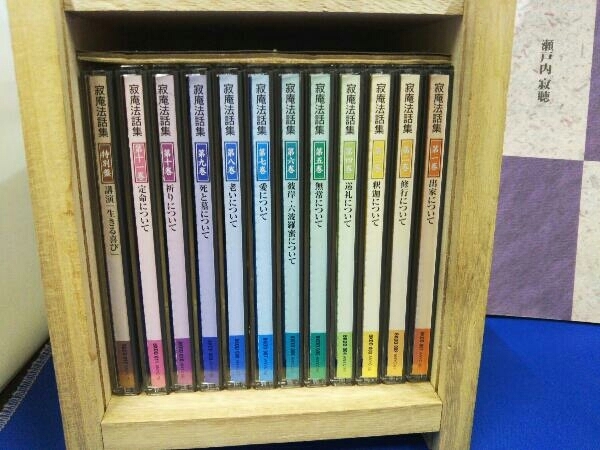 瀬戸内 寂聴
寂庵法話集 第一巻 出家について
寂庵法話集 修行について
寂庵法話集 釈迦について
寂庵法話集 第四巻 巡礼について
寂庵法話集 第五巻 無常について
寂庵法話集 第六巻 彼岸・六波羅蜜について
寂庵法話集 第七巻 愛について
寂庵法話集 第八巻 老いについて
寂庵法話集 第九巻 死と墓について
寂庵法話集 第十巻 祈りについて
寂庵法話集 第十一巻 定命について
寂庵法話集 特別盤 講演「生きる喜び」